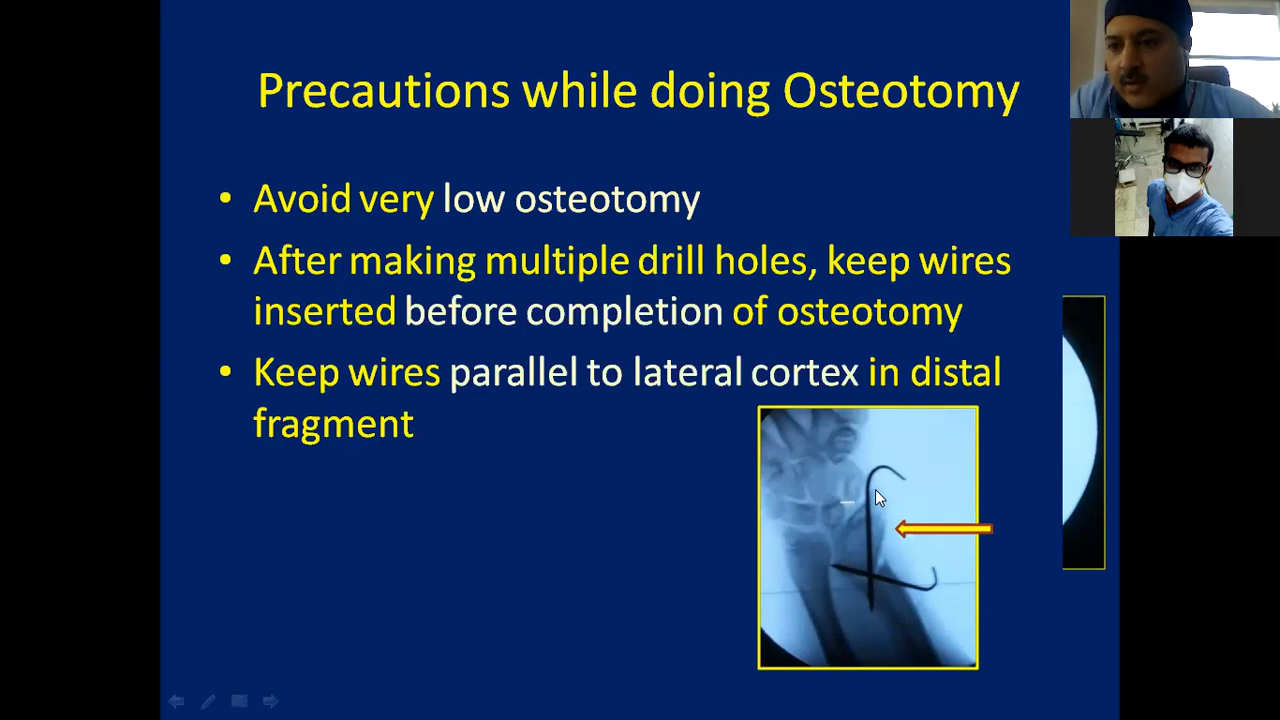 Precautions while doing Osteotomy
• Avoid very low osteotomy
• After making multiple drill holes, keep wires
inserted before completion of osteotomy
• Keep wires parallel to lateral cortex in distal
fragment